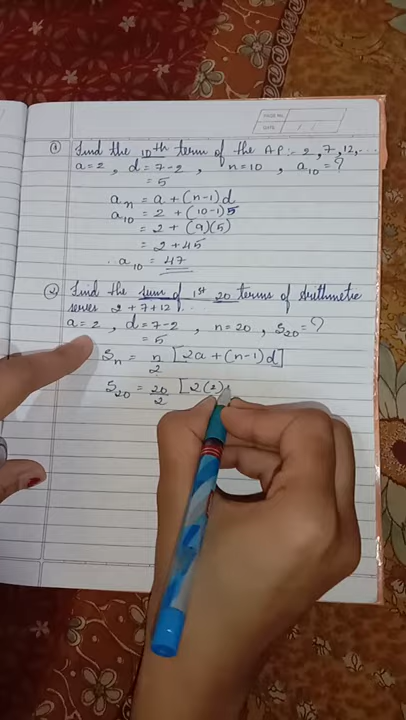 PAGE NO.
DATE / /
① Find the 10th term of the AP :- 2, 7, 12, ...
a = 2 , d = 7-2 , n = 10 , a10 = ?
= 5
an = a + (n-1) d
a10 = 2 + (10-1) 5
= 2 + (9) (5)
= 2 + 45
∴ a10 = 47
② Find the sum of 1st 20 terms of Arithmetic
series 2 + 7 + 12 ...
a = 2 , d = 7-2 , n = 20 , S20 = ?
= 5
Sn = n/2 [2a + (n-1) d]
S20 = 20/2 [2(2)